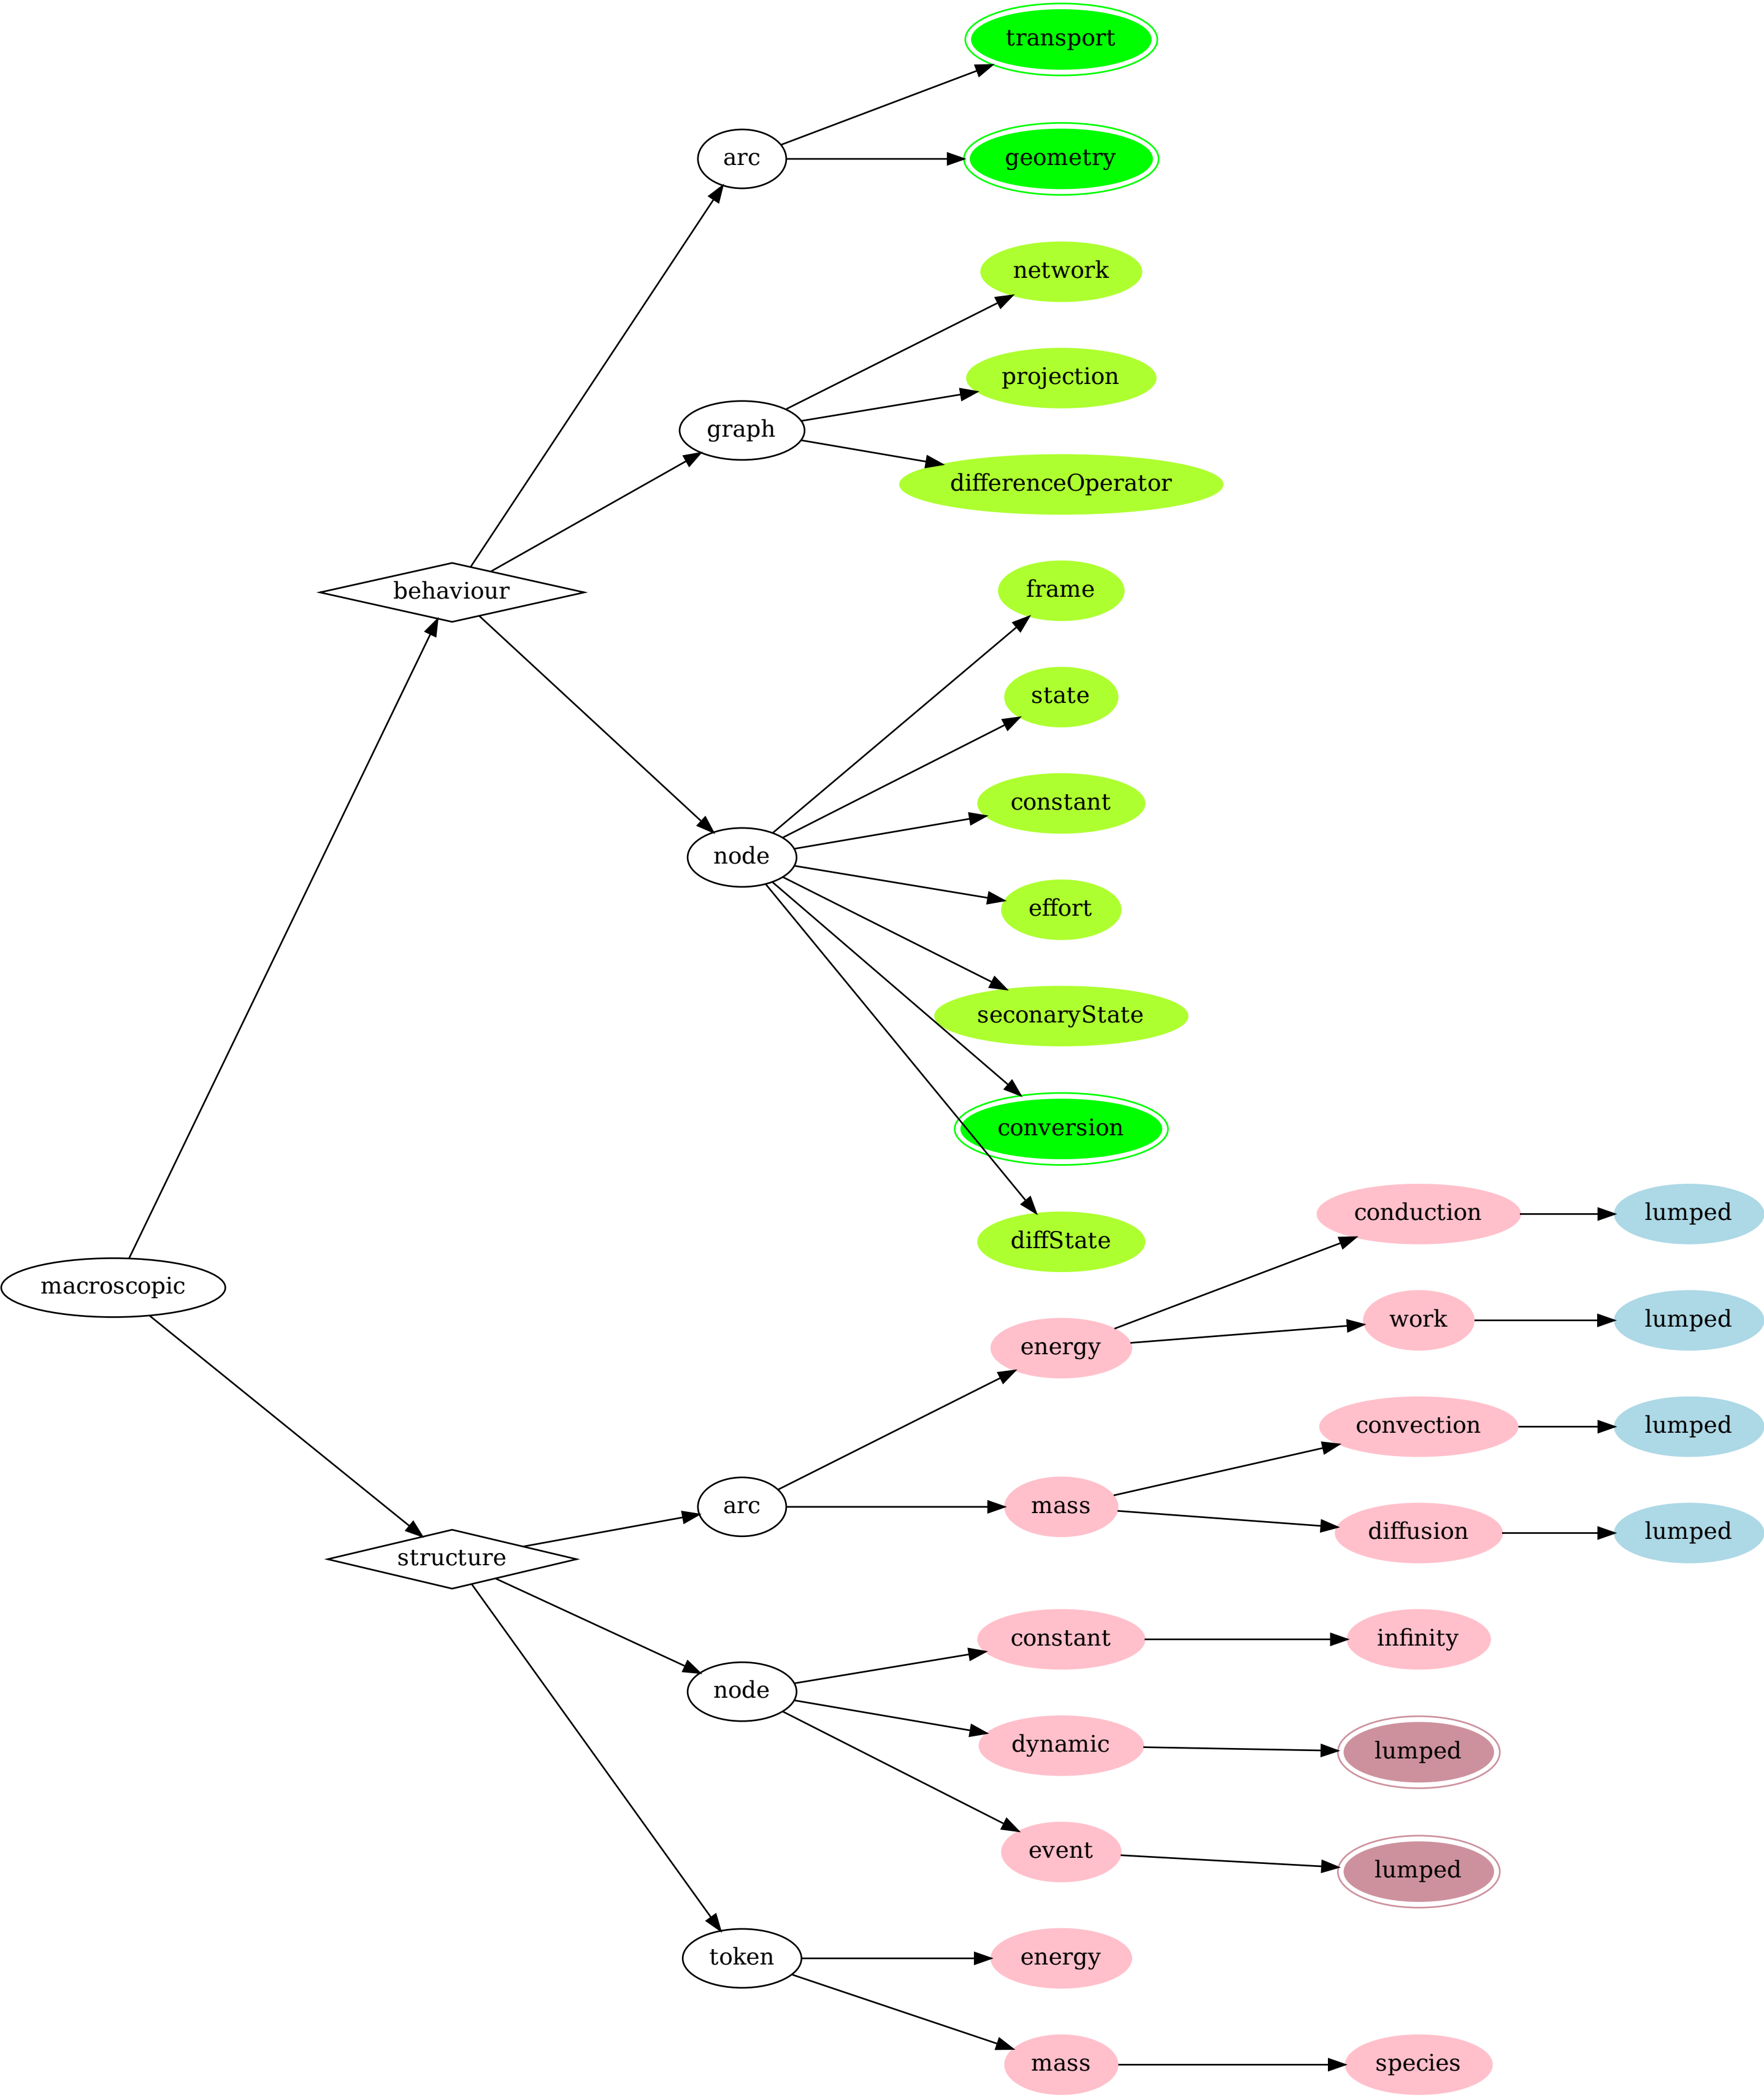 transport
arc
geometry
network
projection
graph
differenceOperator
behaviour
frame
state
constant
node
effort
seconaryState
conversion
diffState
conduction
lumped
macroscopic
energy
work
lumped
convection
lumped
arc
mass
diffusion
lumped
structure
constant
infinity
node
dynamic
lumped
event
lumped
token
energy
mass
species